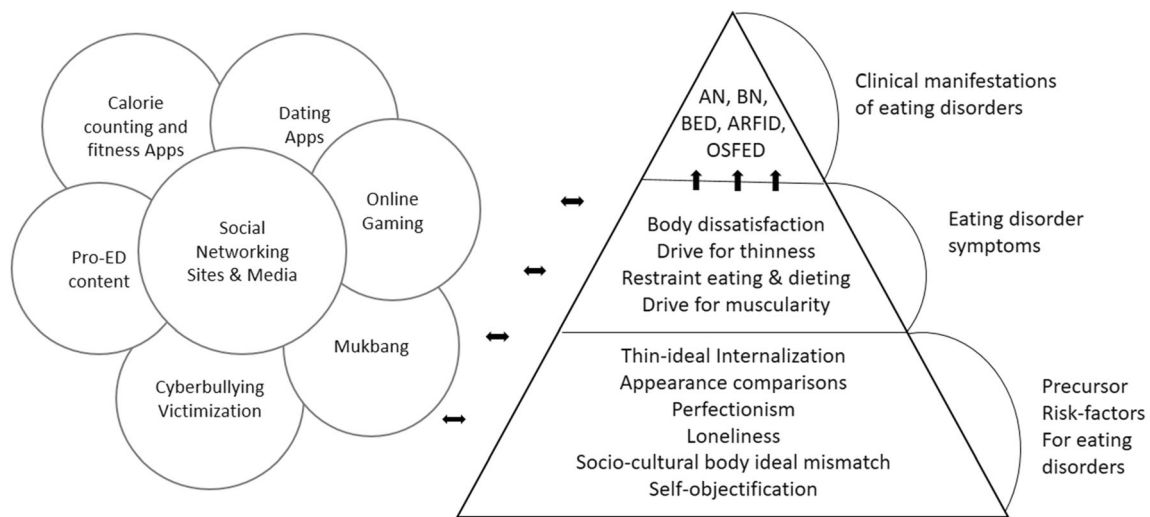 Calorie
counting and
fitness Apps
Dating
Apps
Online
Gaming
Social
Networking
Sites & Media
Pro-ED
content
Mukbang
Cyberbullying
Victimization
AN, BN,
BED, ARFID,
OSFED
Body dissatisfaction
Drive for thinness
Restraint eating & dieting
Drive for muscularity
Thin-ideal Internalization
Appearance comparisons
Perfectionism
Loneliness
Socio-cultural body ideal mismatch
Self-objectification
Clinical manifestations
of eating disorders
Eating disorder
symptoms
Precursor
Risk-factors
For eating
disorders